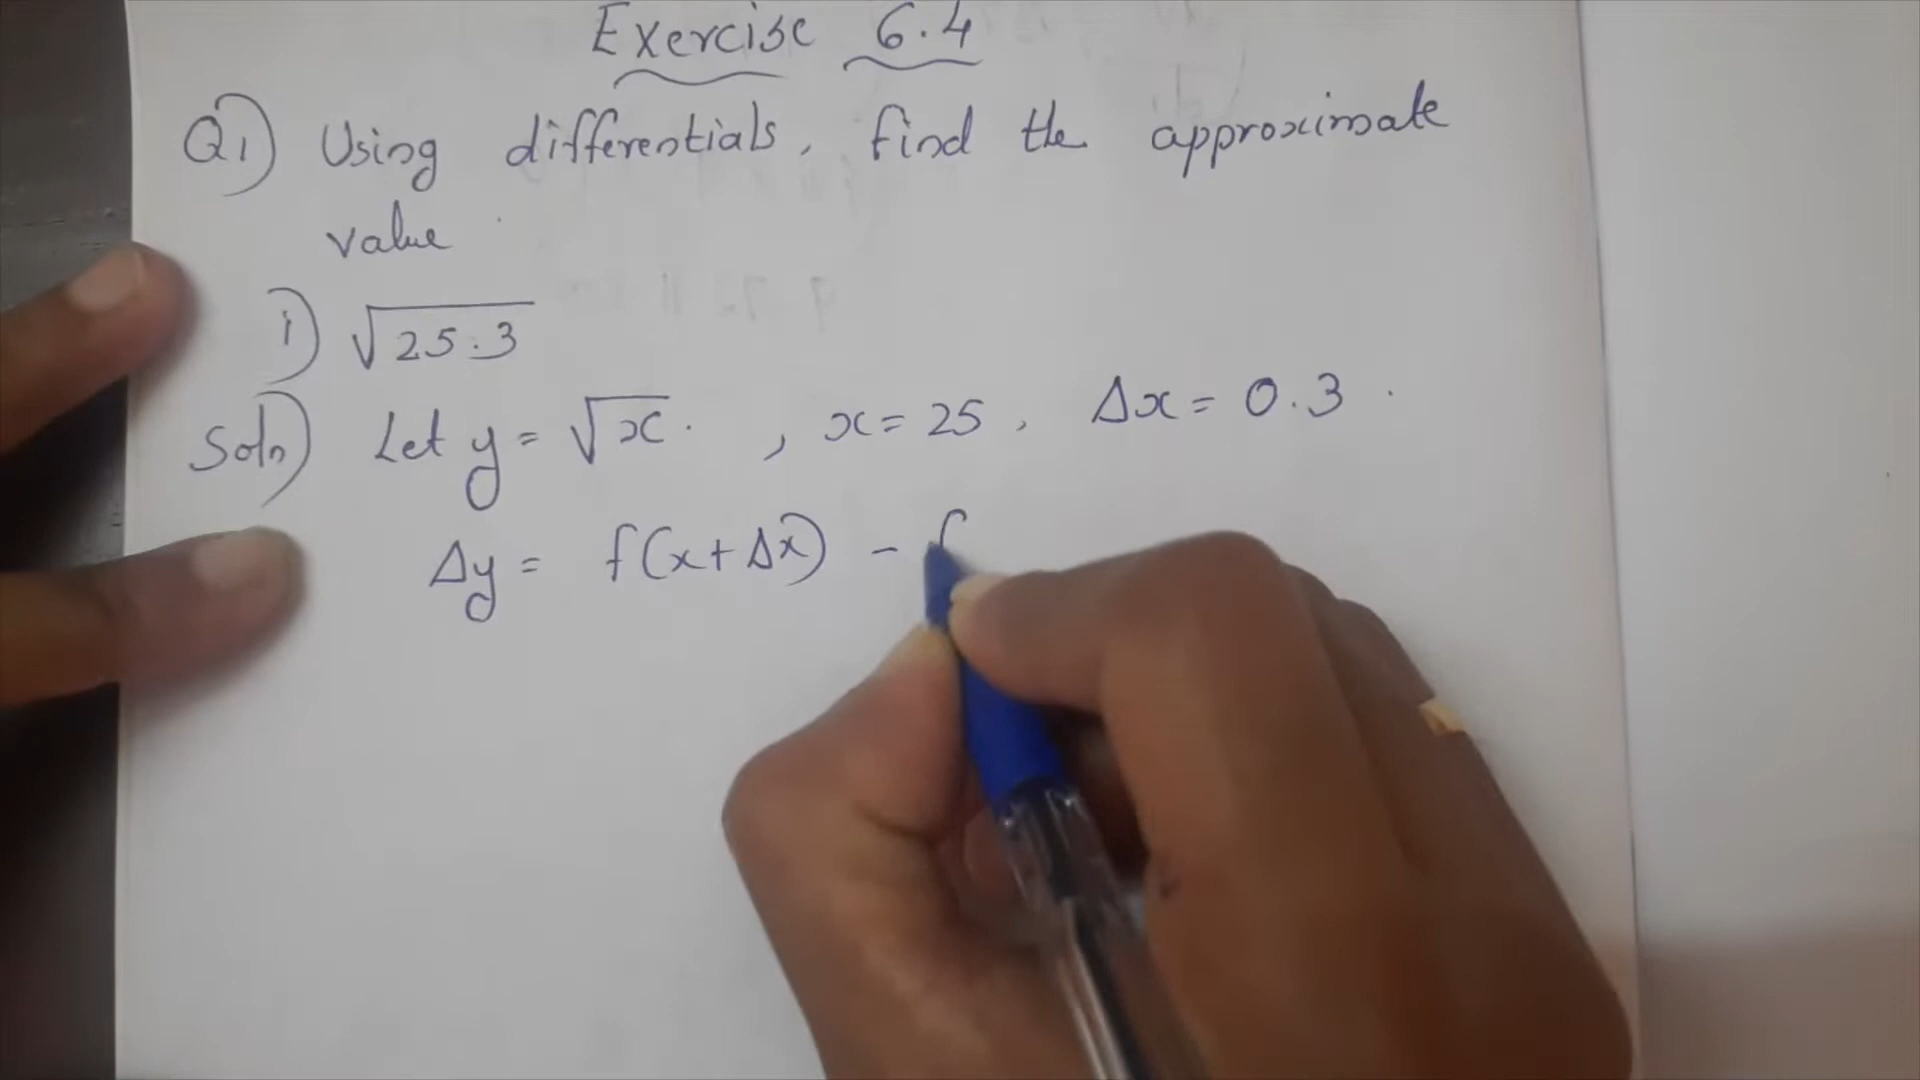 Exercise 6.4
Q1) Using differentials, find the approximate
value
i) √25.3
Soln) Let y = √x. , x = 25, Δx = 0.3.
Δy = f(x+Δx) - f